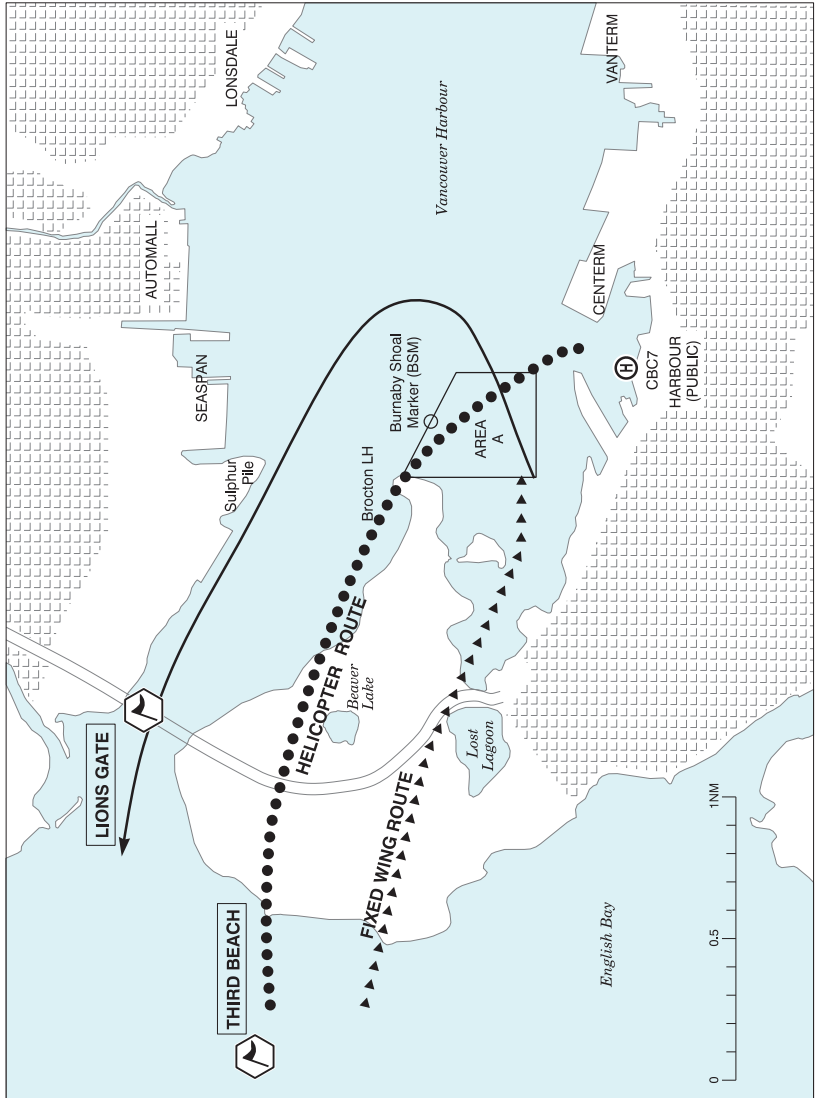 LONSDALE
VANTERM
Vancouver Harbour
AUTOMALL
CENTERM
SEASPAN
Burnaby Shoal
Marker (BSM)
H
CBC7
HARBOUR
(PUBLIC)
Sulphur
Pile
Brocton LH
AREA
A
HELICOPTER ROUTE
Beaver
Lake
LIONS GATE
Lost
Lagoon
FIXED WING ROUTE
THIRD BEACH
English Bay
0
0.5
1NM